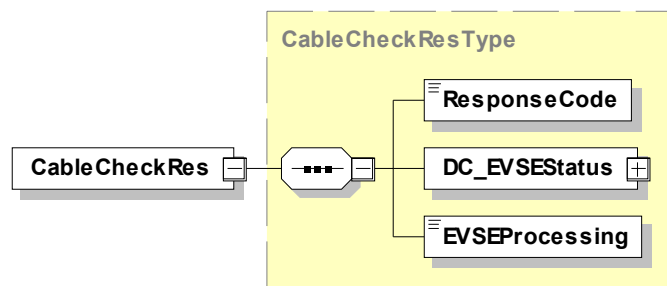 CableCheckResType
ResponseCode
CableCheckRes
DC_EVSEStatus
EVSEProcessing